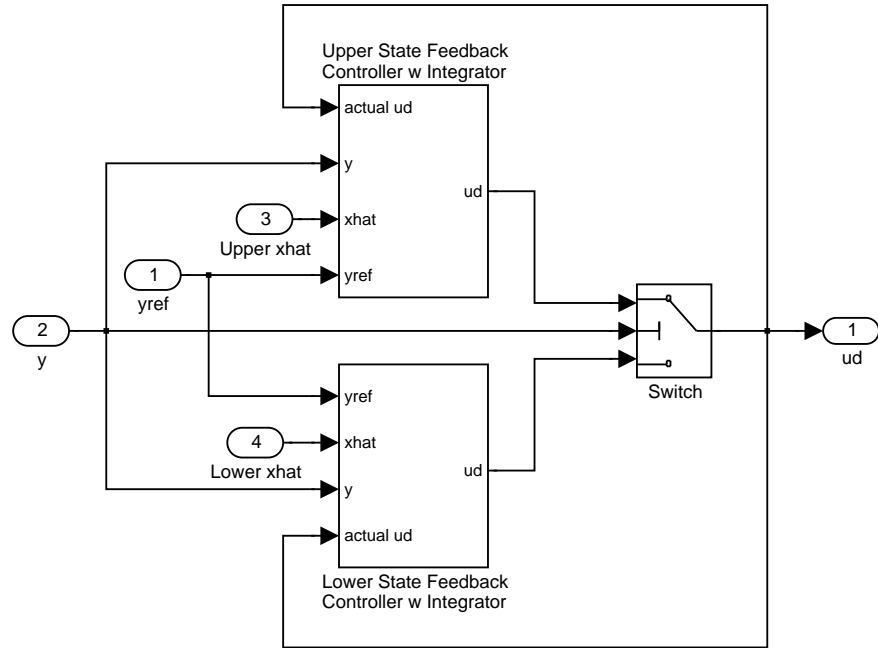 Upper State Feedback
Controller w Integrator
actual ud
y
ud
3
xhat
Upper xhat
1
yref
yref
2
y
1
ud
Switch
yref
4
xhat
Lower xhat
ud
y
actual ud
Lower State Feedback
Controller w Integrator